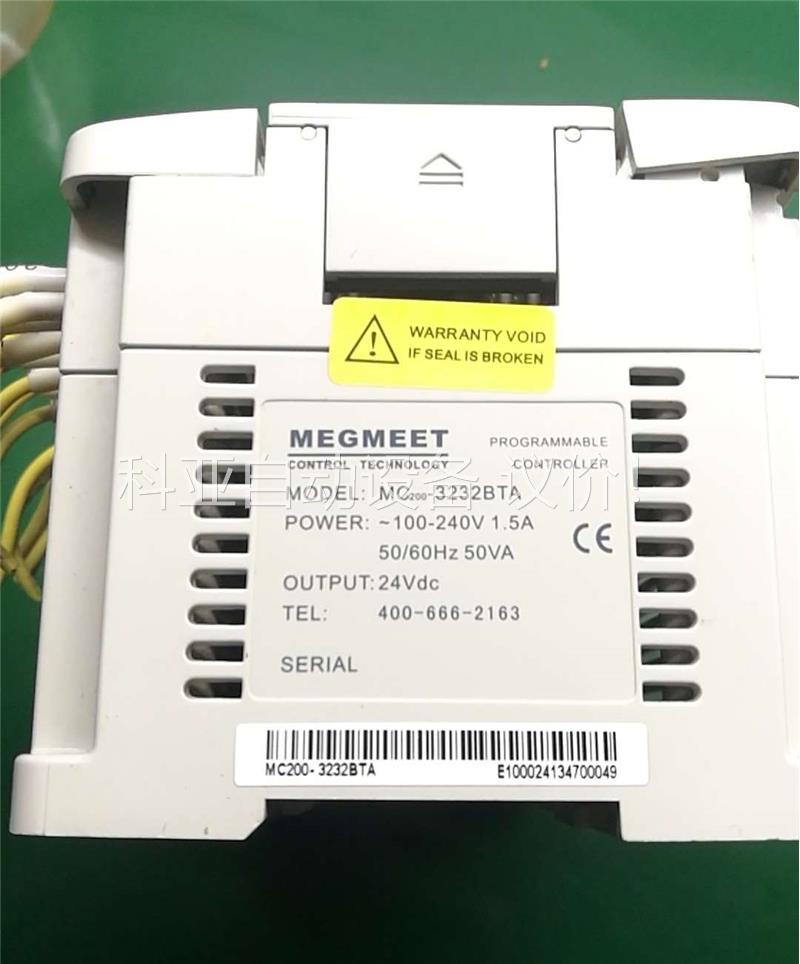 WARRANTY VOID
IF SEAL IS BROKEN
MEGMEET PROGRAMMABLE
CONTROL TECHNOLOGY CONTROLLER
科亚自动设备 议价！
MODEL: MC200-3232BTA
POWER: ~100-240V 1.5A
50/60Hz 50VA
CE
OUTPUT: 24Vdc
TEL: 400-666-2163
SERIAL
MC200-3232BTA E100024134700049